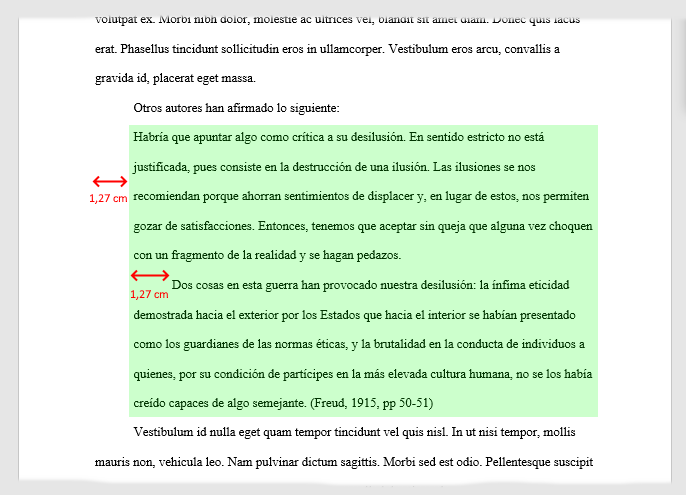 volutpat ex. Morbi nibh dolor, molestie ac ultrices vel, blandit sit amet diam. Donec quis lacus
erat. Phasellus tincidunt sollicitudin eros in ullamcorper. Vestibulum eros arcu, convallis a
gravida id, placerat eget massa.
Otros autores han afirmado lo siguiente:
Habría que apuntar algo como crítica a su desilusión. En sentido estricto no está
justificada, pues consiste en la destrucción de una ilusión. Las ilusiones se nos
1,27 cm recomiendan porque ahorran sentimientos de displacer y, en lugar de estos, nos permiten
gozar de satisfacciones. Entonces, tenemos que aceptar sin queja que alguna vez choquen
con un fragmento de la realidad y se hagan pedazos.
1,27 cm Dos cosas en esta guerra han provocado nuestra desilusión: la ínfima eticidad
demostrada hacia el exterior por los Estados que hacia el interior se habían presentado
como los guardianes de las normas éticas, y la brutalidad en la conducta de individuos a
quienes, por su condición de partícipes en la más elevada cultura humana, no se los había
creído capaces de algo semejante. (Freud, 1915, pp 50-51)
Vestibulum id nulla eget quam tempor tincidunt vel quis nisl. In ut nisi tempor, mollis
mauris non, vehicula leo. Nam pulvinar dictum sagittis. Morbi sed est odio. Pellentesque suscipit